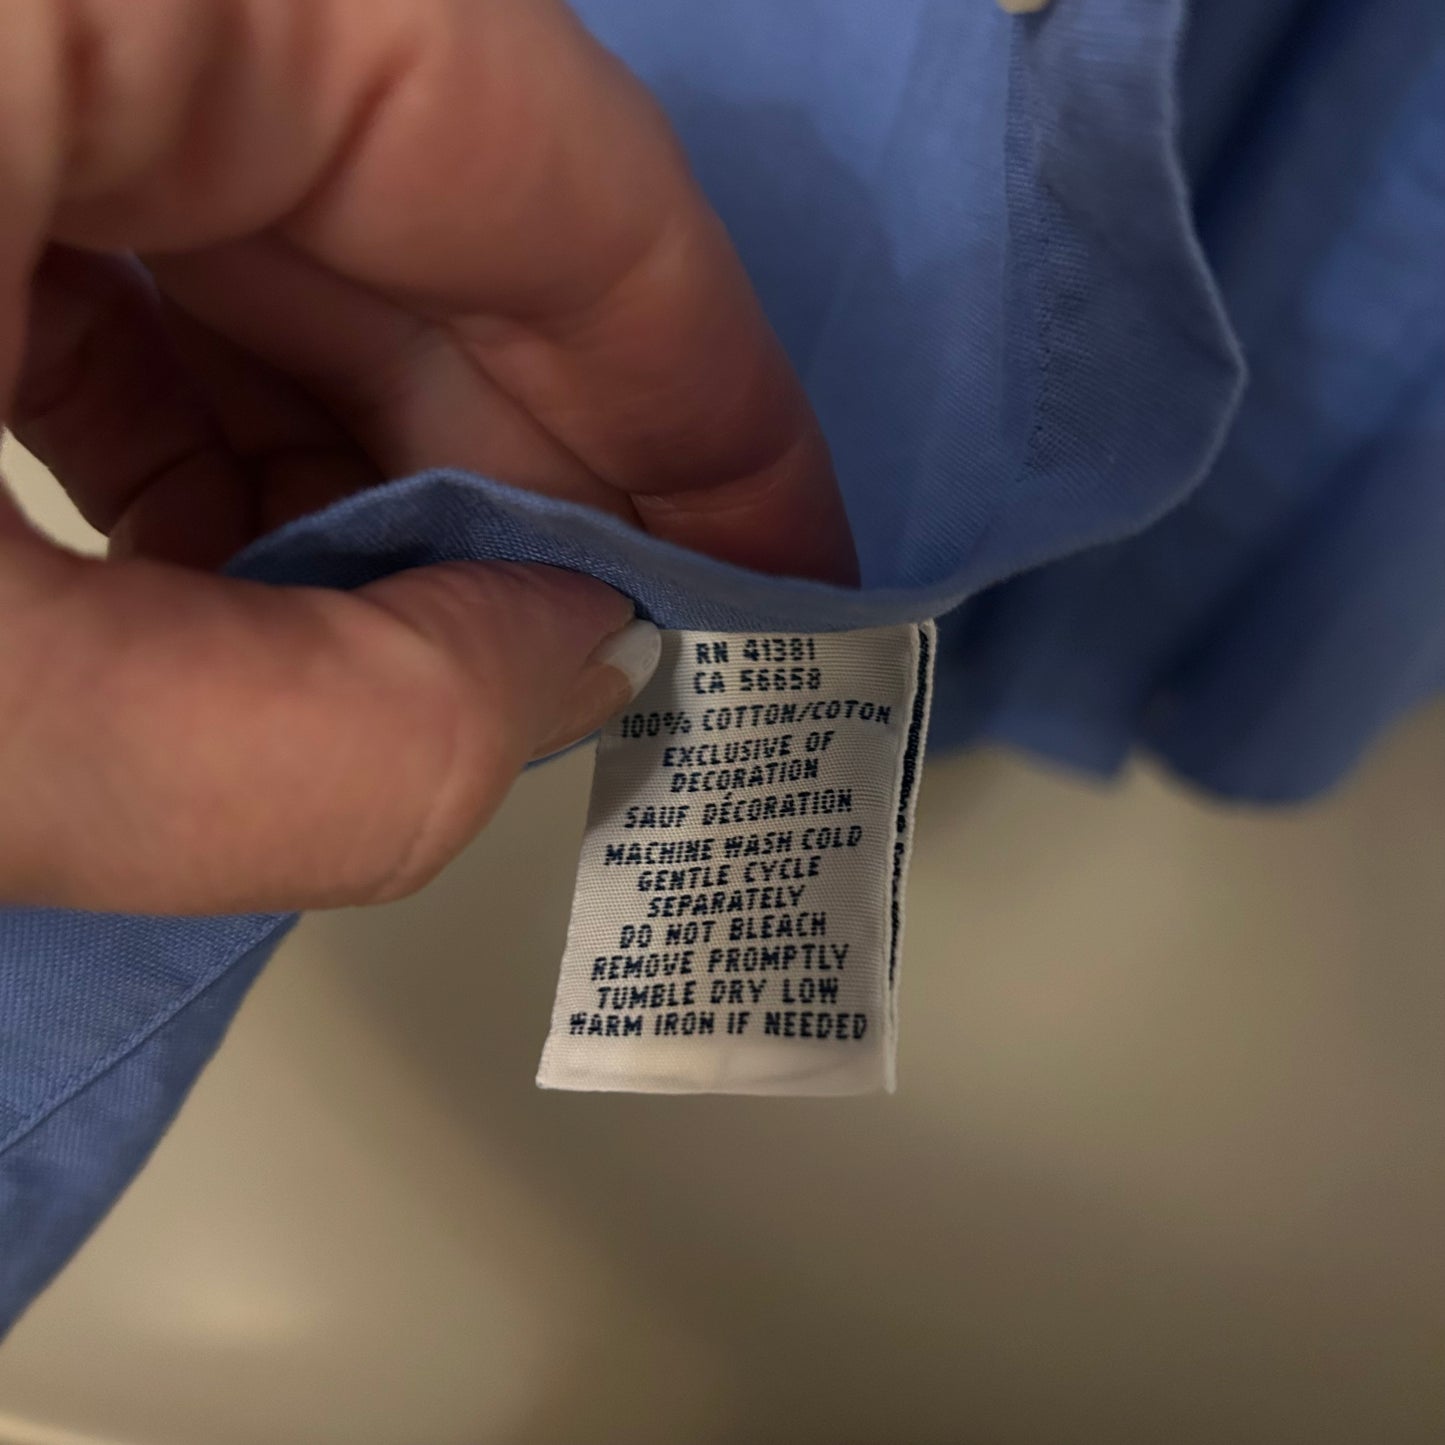 RN 41381
CA 56658
100% COTTON/COTON
EXCLUSIVE OF
DECORATION
SAUF DÉCORATION
MACHINE WASH COLD
GENTLE CYCLE
SEPARATELY
DO NOT BLEACH
REMOVE PROMPTLY
TUMBLE DRY LOW
WARM IRON IF NEEDED